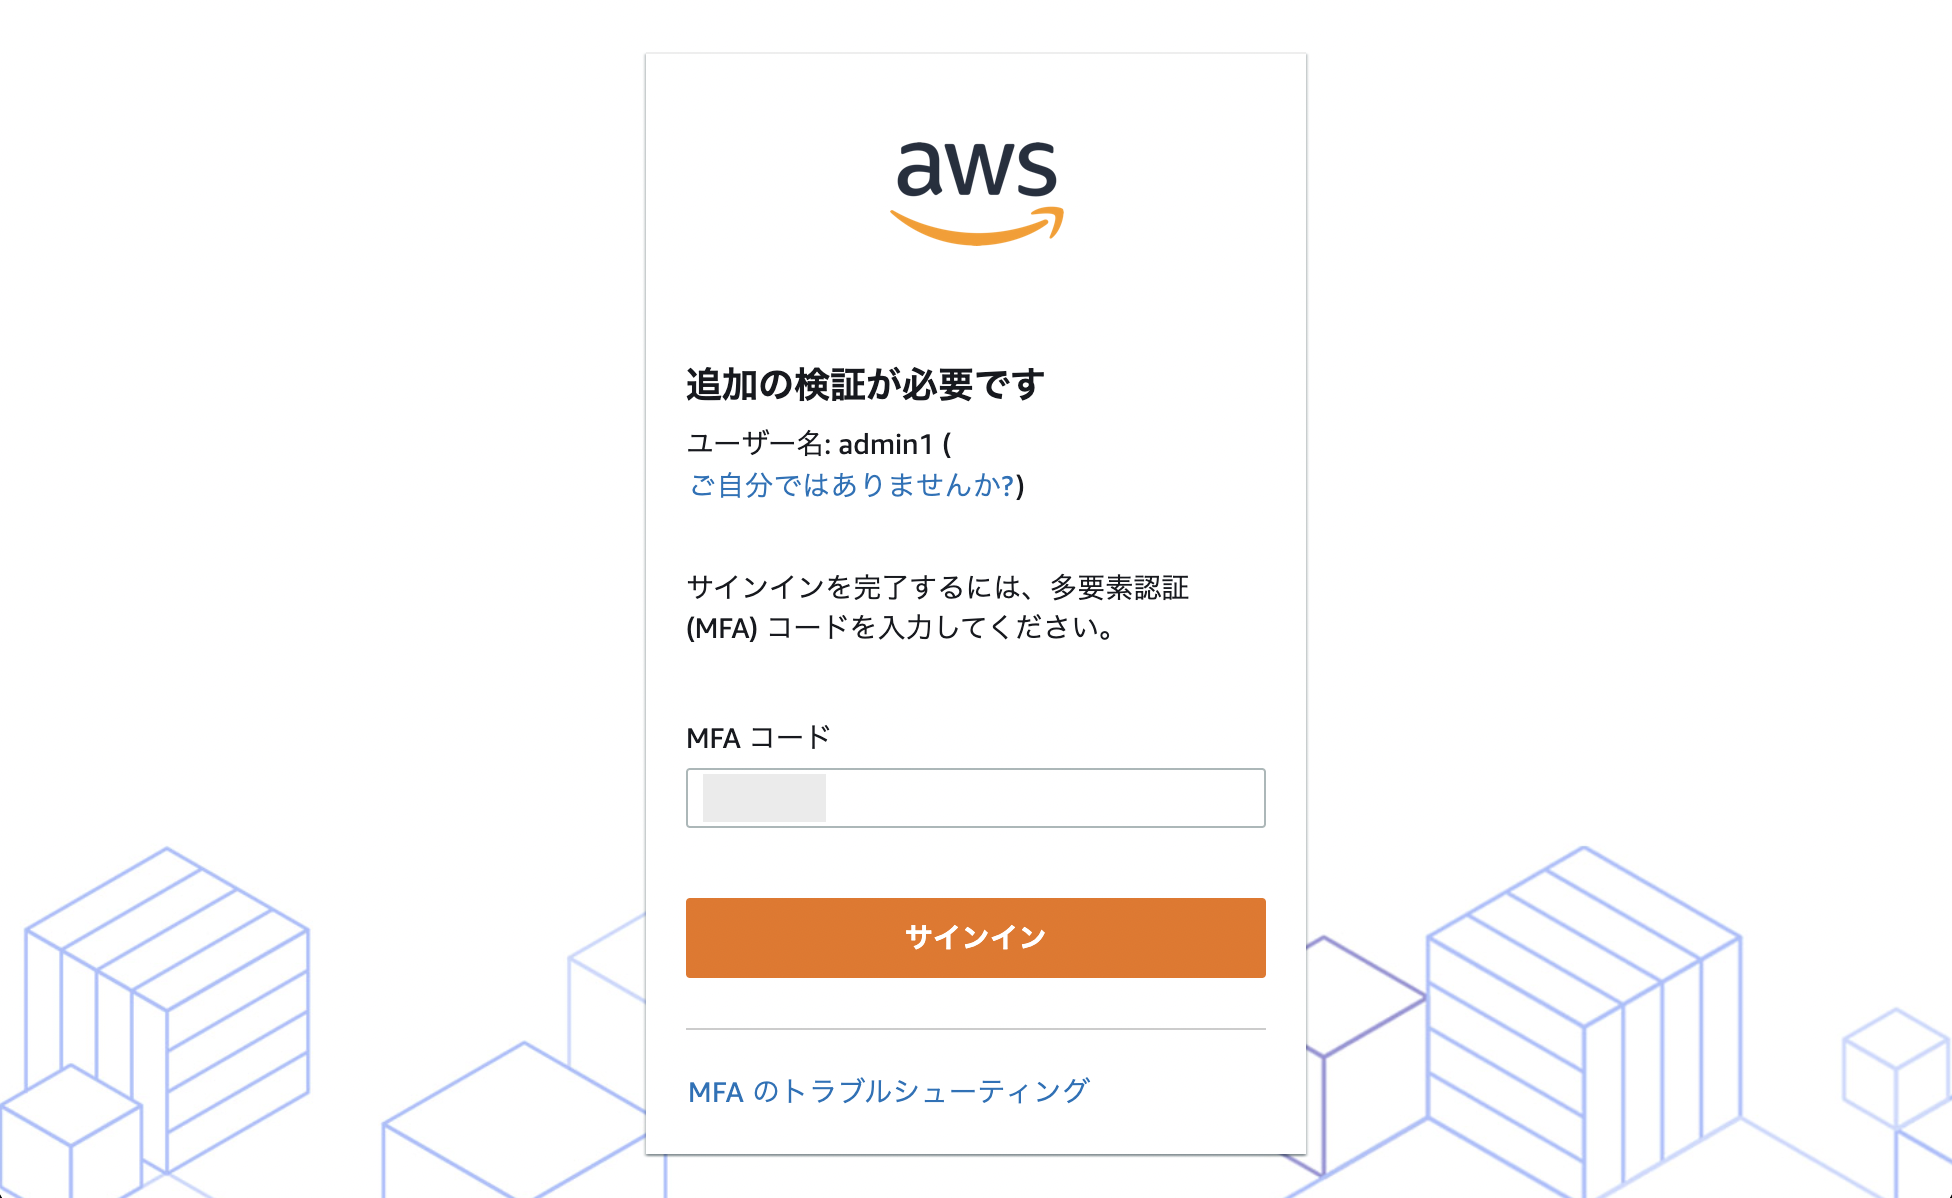 aws
追加の検証が必要です
ユーザー名: admin1 (
ご自分ではありませんか?)
サインインを完了するには、多要素認証
(MFA) コードを入力してください。
MFA コード
サインイン
MFA のトラブルシューティング